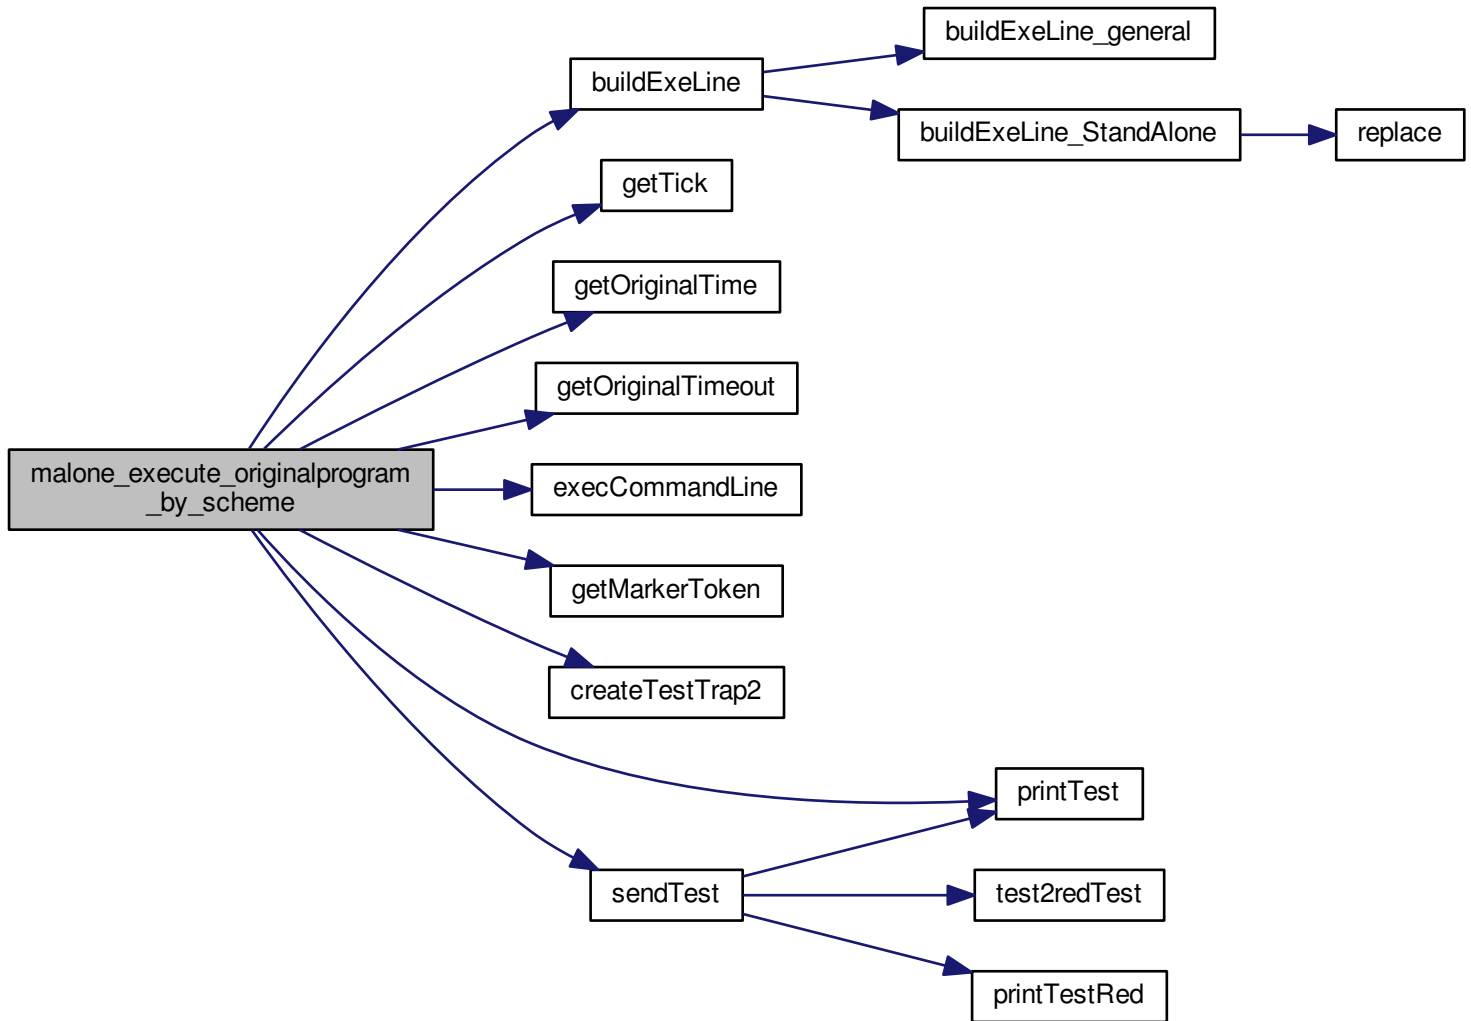 buildExeLine_general
buildExeLine
buildExeLine_StandAlone
replace
getTick
getOriginalTime
getOriginalTimeout
malone_execute_originalprogram
_by_scheme
execCommandLine
getMarkerToken
createTestTrap2
printTest
sendTest
test2redTest
printTestRed